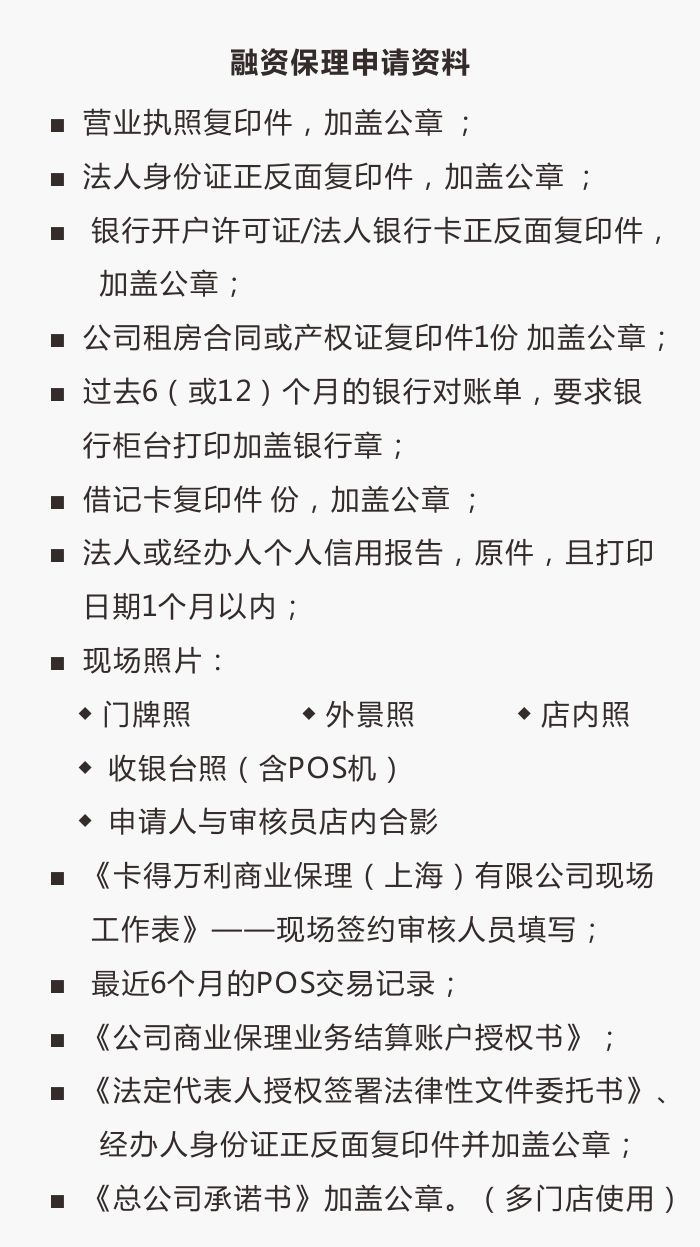 融资保理申请资料
■ 营业执照复印件，加盖公章 ；
■ 法人身份证正反面复印件，加盖公章 ；
■ 银行开户许可证/法人银行卡正反面复印件，
加盖公章；
■ 公司租房合同或产权证复印件1份 加盖公章；
■ 过去6（或12）个月的银行对账单，要求银
行柜台打印加盖银行章；
■ 借记卡复印件 份，加盖公章 ；
■ 法人或经办人个人信用报告，原件，且打印
日期1个月以内；
■ 现场照片：
◆ 门牌照 ◆ 外景照 ◆ 店内照
◆ 收银台照（含POS机）
◆ 申请人与审核员店内合影
■ 《卡得万利商业保理（上海）有限公司现场
工作表》——现场签约审核人员填写；
■ 最近6个月的POS交易记录；
■ 《公司商业保理业务结算账户授权书》；
■ 《法定代表人授权签署法律性文件委托书》、
经办人身份证正反面复印件并加盖公章；
■ 《总公司承诺书》加盖公章。（多门店使用）